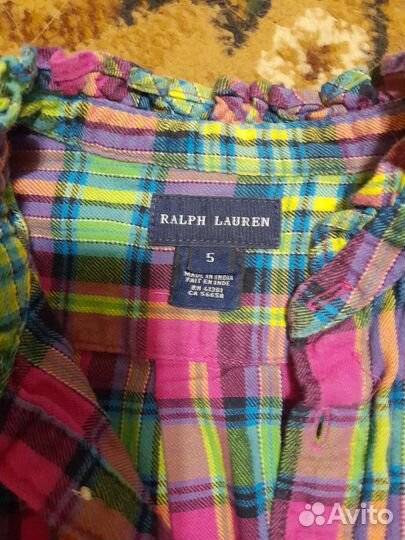 RALPH LAUREN
5
MADE IN INDIA
FAIT EN INDE
RN 41381
CA 56658
Avito